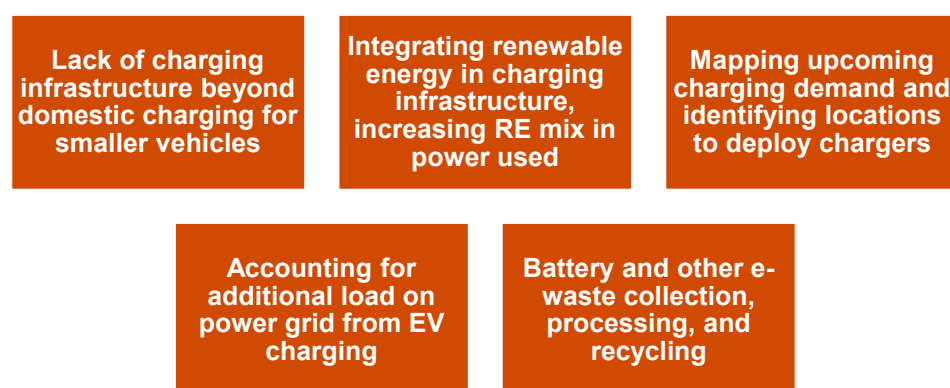 Lack of charging
infrastructure beyond
domestic charging for
smaller vehicles
Integrating renewable
energy in charging
infrastructure,
increasing RE mix in
power used
Mapping upcoming
charging demand and
identifying locations
to deploy chargers
Accounting for
additional load on
power grid from EV
charging
Battery and other e-
waste collection,
processing, and
recycling